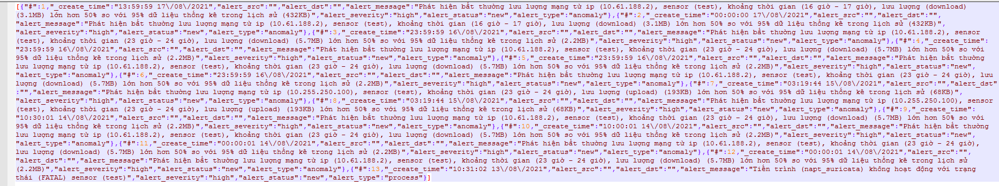 [{"#":1,"_create_time":"13:59:59 17\/08\/2021","alert_src":"","alert_dst":"","alert_message":"Phát hiện bất thường lưu lượng mạng từ ip (10.61.188.2), sensor (test), khoảng thời gian (16 giờ - 17 giờ), lưu lượng (download)
(3.1MB) lớn hơn 50% so với 95% dữ liệu thống kê trong lịch sử (432KB)","alert_severity":"high","alert_status":"new","alert_type":"anomaly"},{"#":2,"_create_time":"00:00:00 17\/08\/2021","alert_src":"","alert_dst":"",
"alert_message":"Phát hiện bất thường lưu lượng mạng từ ip (10.61.188.2), sensor (test), khoảng thời gian (16 giờ - 17 giờ), lưu lượng (download) (3.1MB) lớn hơn 50% so với 95% dữ liệu thống kê trong lịch sử (432KB)",
"alert_severity":"high","alert_status":"new","alert_type":"anomaly"},{"#":3,"_create_time":"23:59:59 16\/08\/2021","alert_src":"","alert_dst":"","alert_message":"Phát hiện bất thường lưu lượng mạng từ ip (10.61.188.2), sensor
(test), khoảng thời gian (23 giờ - 24 giờ), lưu lượng (download) (5.7MB) lớn hơn 50% so với 95% dữ liệu thống kê trong lịch sử (2.2MB)","alert_severity":"high","alert_status":"new","alert_type":"anomaly"},{"#":4,"_create_time":
"23:59:59 16\/08\/2021","alert_src":"","alert_dst":"","alert_message":"Phát hiện bất thường lưu lượng mạng từ ip (10.61.188.2), sensor (test), khoảng thời gian (23 giờ - 24 giờ), lưu lượng (download) (5.7MB) lớn hơn 50% so với
95% dữ liệu thống kê trong lịch sử (2.2MB)","alert_severity":"high","alert_status":"new","alert_type":"anomaly"},{"#":5,"_create_time":"23:59:59 16\/08\/2021","alert_src":"","alert_dst":"","alert_message":"Phát hiện bất thường
lưu lượng mạng từ ip (10.61.188.2), sensor (test), khoảng thời gian (23 giờ - 24 giờ), lưu lượng (download) (5.7MB) lớn hơn 50% so với 95% dữ liệu thống kê trong lịch sử (2.2MB)","alert_severity":"high","alert_status":"new",
"alert_type":"anomaly"},{"#":6,"_create_time":"23:59:59 16\/08\/2021","alert_src":"","alert_dst":"","alert_message":"Phát hiện bất thường lưu lượng mạng từ ip (10.61.188.2), sensor (test), khoảng thời gian (23 giờ - 24 giờ), lưu
lượng (download) (5.7MB) lớn hơn 50% so với 95% dữ liệu thống kê trong lịch sử (2.2MB)","alert_severity":"high","alert_status":"new","alert_type":"anomaly"},{"#":7,"_create_time":"03:19:44 15\/08\/2021","alert_src":"","alert_dst"
:"","alert_message":"Phát hiện bất thường lưu lượng mạng từ ip (10.255.250.100), sensor (test), khoảng thời gian (23 giờ - 24 giờ), lưu lượng (upload) (193KB) lớn hơn 50% so với 95% dữ liệu thống kê trong lịch sử (68KB)",
"alert_severity":"high","alert_status":"new","alert_type":"anomaly"},{"#":8,"_create_time":"03:19:44 15\/08\/2021","alert_src":"","alert_dst":"","alert_message":"Phát hiện bất thường lưu lượng mạng từ ip (10.255.250.100), sensor
(test), khoảng thời gian (23 giờ - 24 giờ), lưu lượng (upload) (193KB) lớn hơn 50% so với 95% dữ liệu thống kê trong lịch sử (68KB)","alert_severity":"high","alert_status":"new","alert_type":"anomaly"},{"#":9,"_create_time":
"10:30:01 14\/08\/2021","alert_src":"","alert_dst":"","alert_message":"Phát hiện bất thường lưu lượng mạng từ ip (10.61.188.2), sensor (test), khoảng thời gian (23 giờ - 24 giờ), lưu lượng (download) (5.7MB) lớn hơn 50% so với
95% dữ liệu thống kê trong lịch sử (2.2MB)","alert_severity":"high","alert_status":"new","alert_type":"anomaly"},{"#":10,"_create_time":"10:00:01 14\/08\/2021","alert_src":"","alert_dst":"","alert_message":"Phát hiện bất thường
lưu lượng mạng từ ip (10.61.188.2), sensor (test), khoảng thời gian (23 giờ - 24 giờ), lưu lượng (download) (5.7MB) lớn hơn 50% so với 95% dữ liệu thống kê trong lịch sử (2.2MB)","alert_severity":"high","alert_status":"new",
"alert_type":"anomaly"},{"#":11,"_create_time":"00:00:01 14\/08\/2021","alert_src":"","alert_dst":"","alert_message":"Phát hiện bất thường lưu lượng mạng từ ip (10.61.188.2), sensor (test), khoảng thời gian (23 giờ - 24 giờ),
lưu lượng (download) (5.7MB) lớn hơn 50% so với 95% dữ liệu thống kê trong lịch sử (2.2MB)","alert_severity":"high","alert_status":"new","alert_type":"anomaly"},{"#":12,"_create_time":"00:00:01 14\/08\/2021","alert_src":"",
"alert_dst":"","alert_message":"Phát hiện bất thường lưu lượng mạng từ ip (10.61.188.2), sensor (test), khoảng thời gian (23 giờ - 24 giờ), lưu lượng (download) (5.7MB) lớn hơn 50% so với 95% dữ liệu thống kê trong lịch sử
(2.2MB)","alert_severity":"high","alert_status":"new","alert_type":"anomaly"},{"#":13,"_create_time":"10:31:02 13\/08\/2021","alert_src":"","alert_dst":"","alert_message":"Tiến trình (napt_suricata) không hoạt động với trạng
thái (FATAL) sensor (test)","alert_severity":"high","alert_status":"new","alert_type":"process"}]